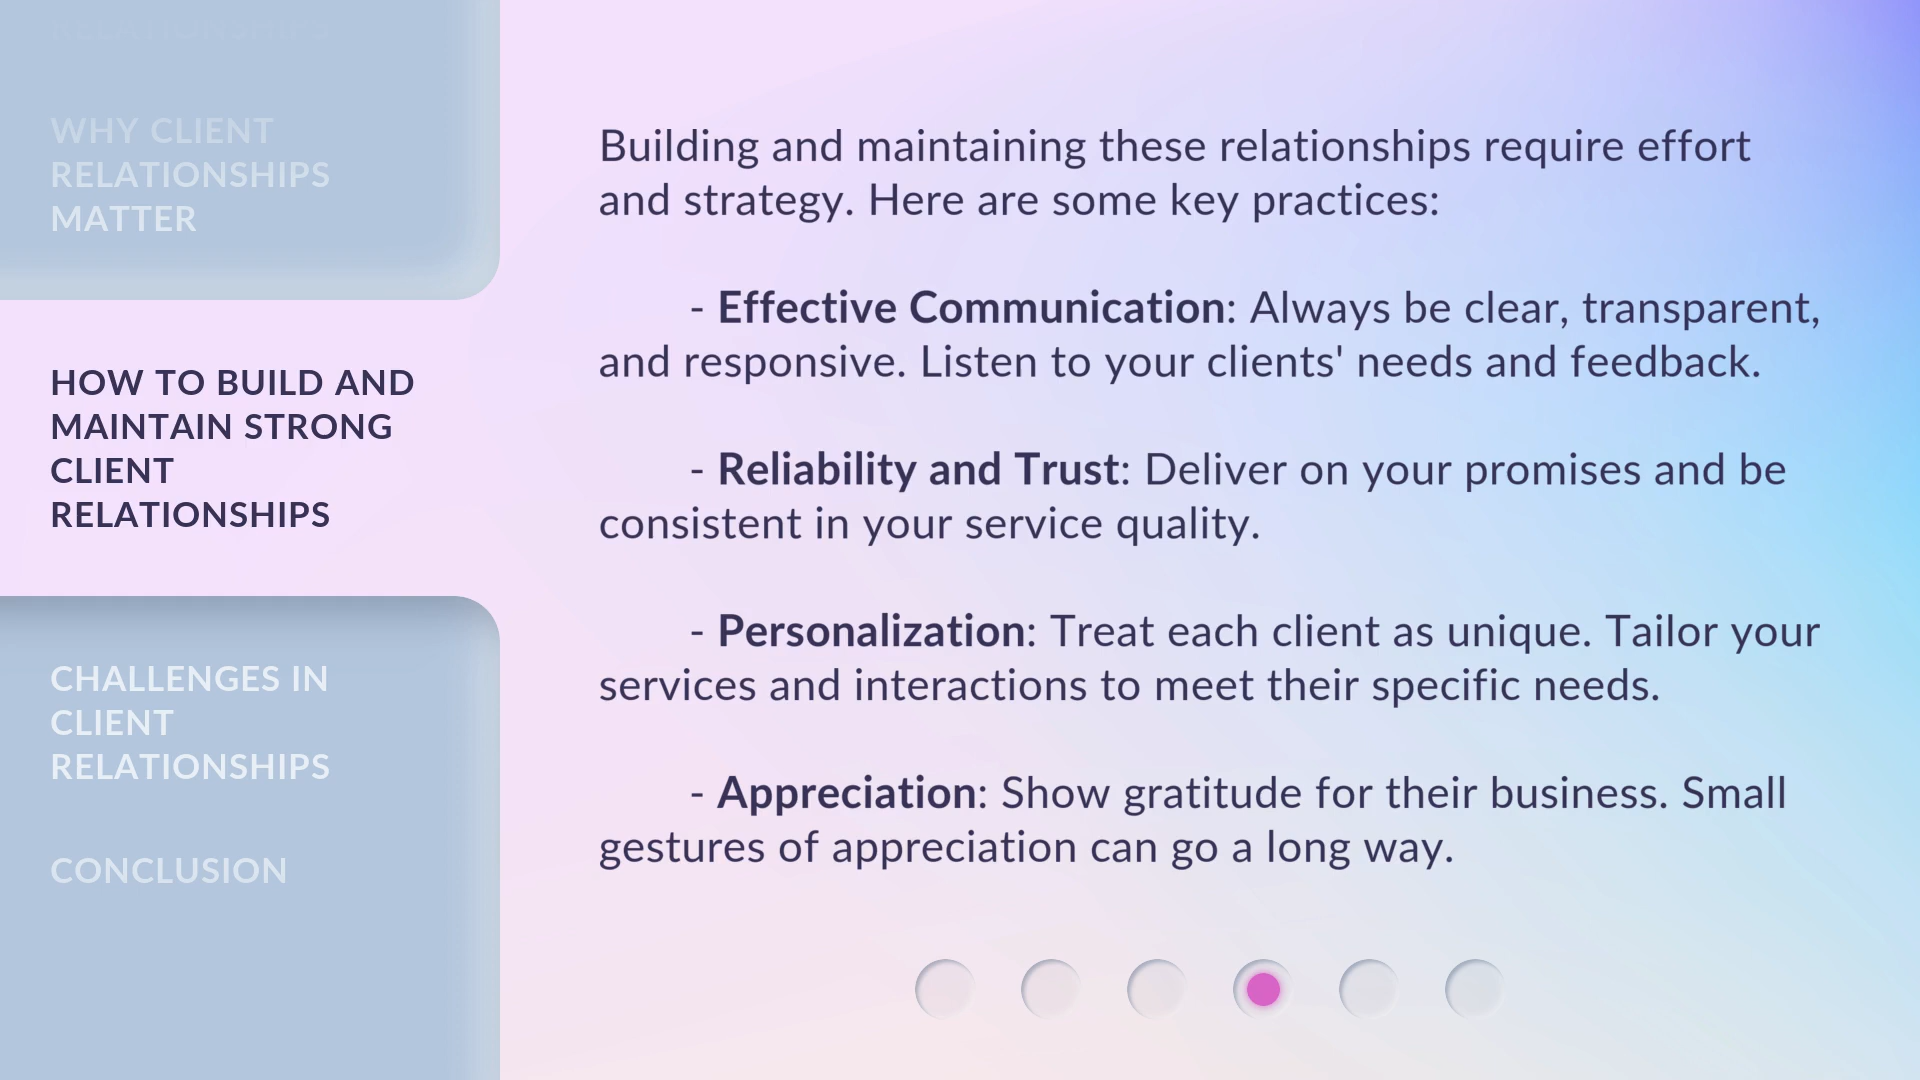 WHY CLIENT
RELATIONSHIPS
MATTER
HOW TO BUILD AND
MAINTAIN STRONG
CLIENT
RELATIONSHIPS
CHALLENGES IN
CLIENT
RELATIONSHIPS
CONCLUSION
Building and maintaining these relationships require effort
and strategy. Here are some key practices:
- Effective Communication: Always be clear, transparent,
and responsive. Listen to your clients' needs and feedback.
- Reliability and Trust: Deliver on your promises and be
consistent in your service quality.
- Personalization: Treat each client as unique. Tailor your
services and interactions to meet their specific needs.
- Appreciation: Show gratitude for their business. Small
gestures of appreciation can go a long way.